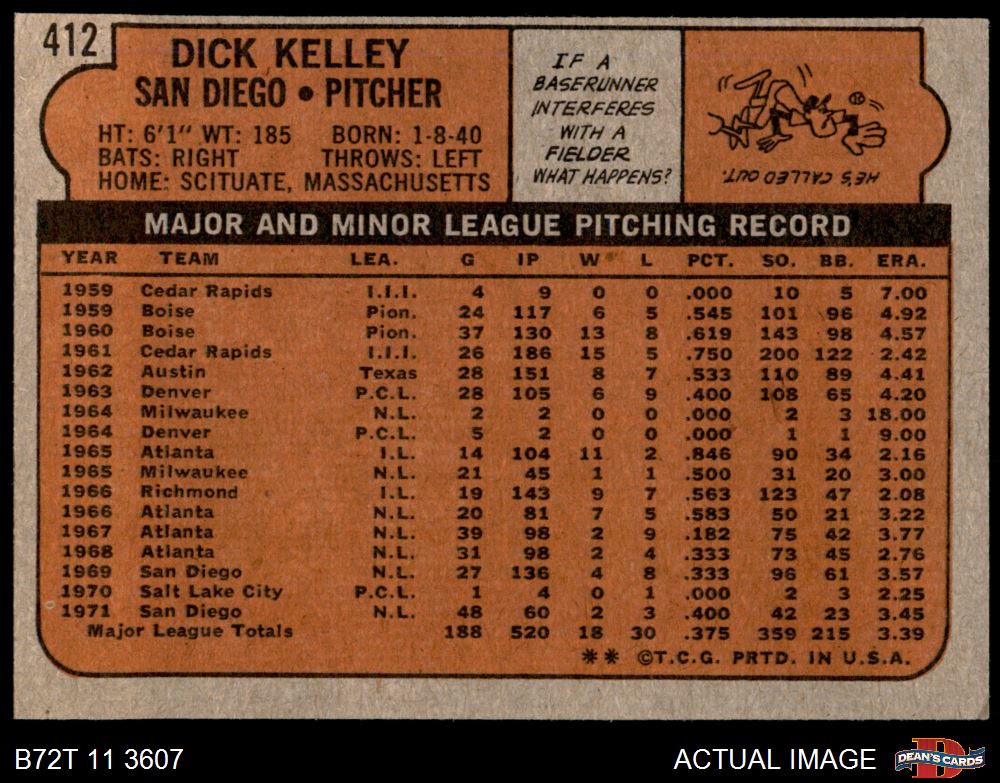 412
DICK KELLEY
SAN DIEGO • PITCHER
HT: 6'1" WT: 185 BORN: 1-8-40
BATS: RIGHT THROWS: LEFT
HOME: SCITUATE, MASSACHUSETTS
IF A
BASERUNNER
INTERFERES
WITH A
FIELDER
WHAT HAPPENS?
HE'S CALLED OUT.
MAJOR AND MINOR LEAGUE PITCHING RECORD
YEAR TEAM LEA. G IP W L PCT. SO. BB. ERA.
1959 Cedar Rapids I.I.I. 4 9 0 0 .000 10 5 7.00
1959 Boise Pion. 24 117 6 5 .545 101 96 4.92
1960 Boise Pion. 37 130 13 8 .619 143 98 4.57
1961 Cedar Rapids I.I.I. 26 186 15 5 .750 200 122 2.42
1962 Austin Texas 28 151 8 7 .533 110 89 4.41
1963 Denver P.C.L. 28 105 6 9 .400 108 65 4.20
1964 Milwaukee N.L. 2 2 0 0 .000 2 3 18.00
1964 Denver P.C.L. 5 2 0 0 .000 1 1 9.00
1965 Atlanta I.L. 14 104 11 2 .846 90 34 2.16
1965 Milwaukee N.L. 21 45 1 1 .500 31 20 3.00
1966 Richmond I.L. 19 143 9 7 .563 123 47 2.08
1966 Atlanta N.L. 20 81 7 5 .583 50 21 3.22
1967 Atlanta N.L. 39 98 2 9 .182 75 42 3.77
1968 Atlanta N.L. 31 98 2 4 .333 73 45 2.76
1969 San Diego N.L. 27 136 4 8 .333 96 61 3.57
1970 Salt Lake City P.C.L. 1 4 0 1 .000 2 3 2.25
1971 San Diego N.L. 48 60 2 3 .400 42 23 3.45
Major League Totals 188 520 18 30 .375 359 215 3.39
** ©T.C.G. PRTD. IN U.S.A.
B72T 11 3607
ACTUAL IMAGE
DEAN'S CARDS